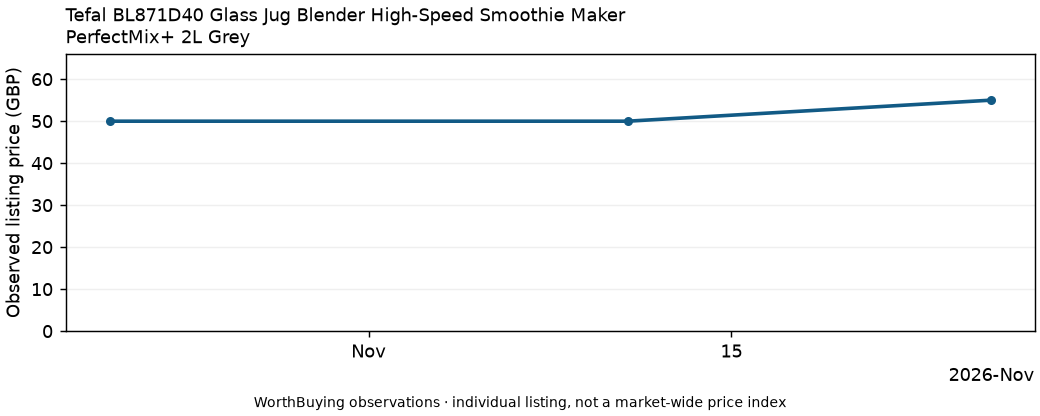 Tefal BL871D40 Glass Jug Blender High-Speed Smoothie Maker
PerfectMix+ 2L Grey
Observed listing price (GBP)
60
50
40
30
20
10
0
Nov
15
2026-Nov
WorthBuying observations · individual listing, not a market-wide price index